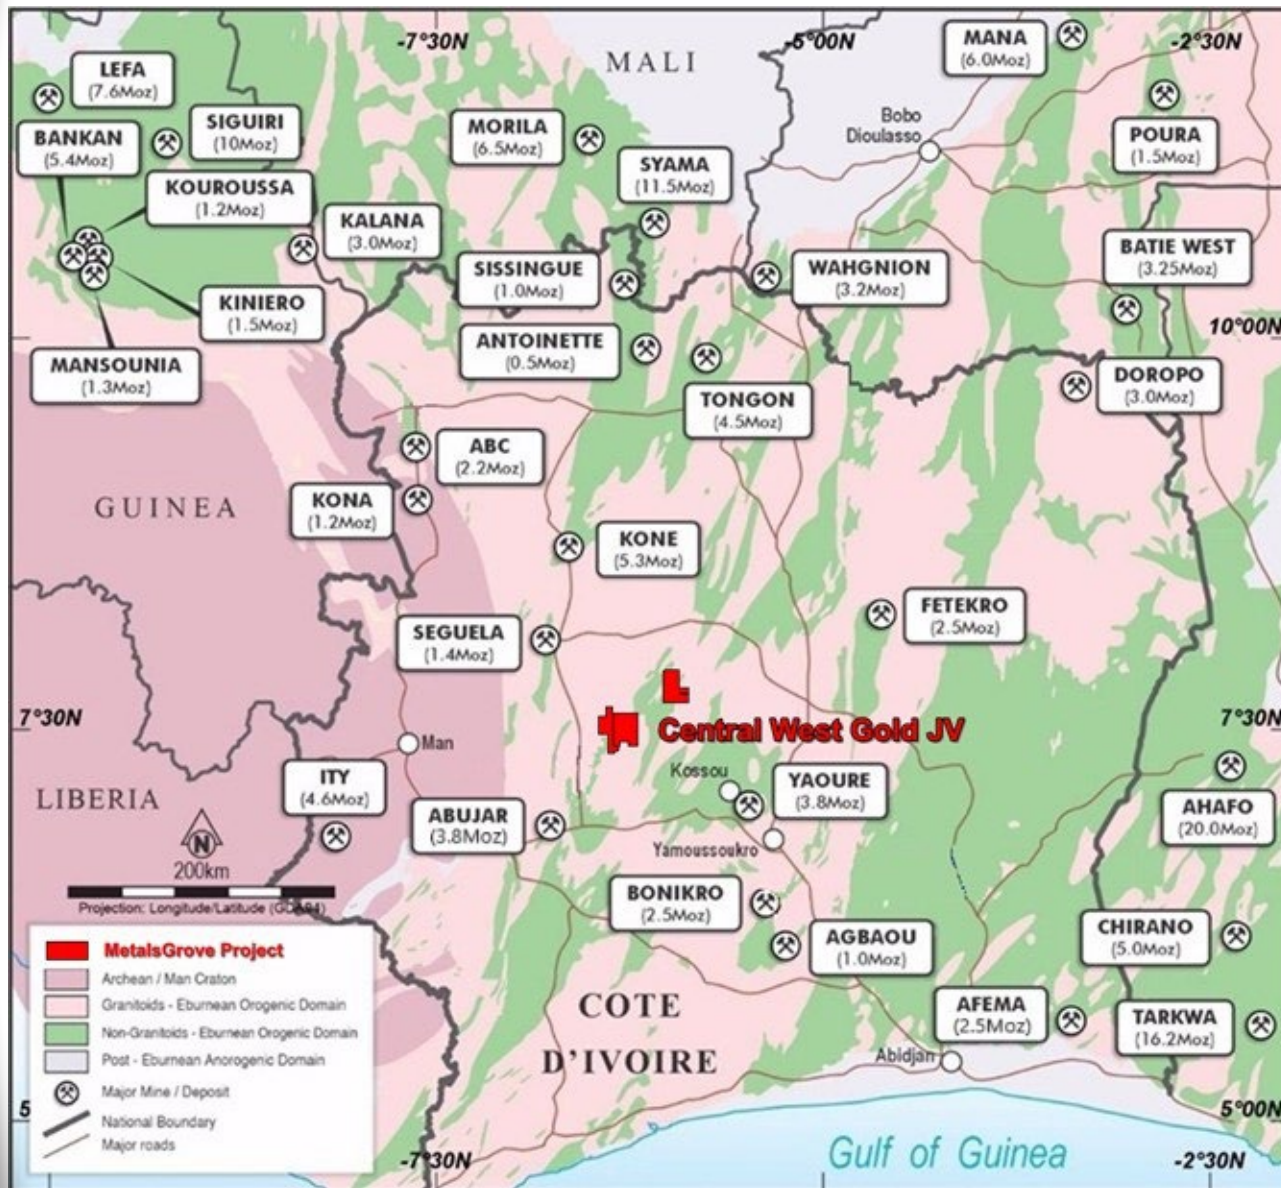 -7°30N
-5°00N
-2°30N
MALI
MANA
(6.0Moz)
LEFA
(7.6Moz)
SIGUIRI
(10Moz)
BANKAN
(5.4Moz)
MORILA
(6.5Moz)
Bobo
Dioulasso
POURA
(1.5Moz)
SYAMA
(11.5Moz)
KOUROUSSA
(1.2Moz)
KALANA
(3.0Moz)
SISSINGUE
(1.0Moz)
WAHGNION
(3.2Moz)
BATIE WEST
(3.25Moz)
KINIERO
(1.5Moz)
10°00N
ANTOINETTE
(0.5Moz)
MANSOUNIA
(1.3Moz)
TONGON
(4.5Moz)
DOROPO
(3.0Moz)
ABC
(2.2Moz)
GUINEA
KONA
(1.2Moz)
KONE
(5.3Moz)
FETEKRO
(2.5Moz)
SEGUELA
(1.4Moz)
7°30N
7°30N
Central West Gold JV
Man
Kossou
YAOURE
(3.8Moz)
ITY
(4.6Moz)
LIBERIA
ABUJAR
(3.8Moz)
AHAFO
(20.0Moz)
Yamoussoukro
N
200km
Projection: Longitude/Latitude (GDA94)
BONIKRO
(2.5Moz)
AGBAOU
(1.0Moz)
CHIRANO
(5.0Moz)
MetalsGrove Project
Archean / Man Craton
Granitoids - Eburnean Orogenic Domain
Non-Granitoids - Eburnean Orogenic Domain
Post - Eburnean Anorogenic Domain
Major Mine / Deposit
National Boundary
Major roads
COTE
D'IVOIRE
AFEMA
(2.5Moz)
TARKWA
(16.2Moz)
Abidjan
5
5°00N
Gulf of Guinea
-7°30N
-2°30N